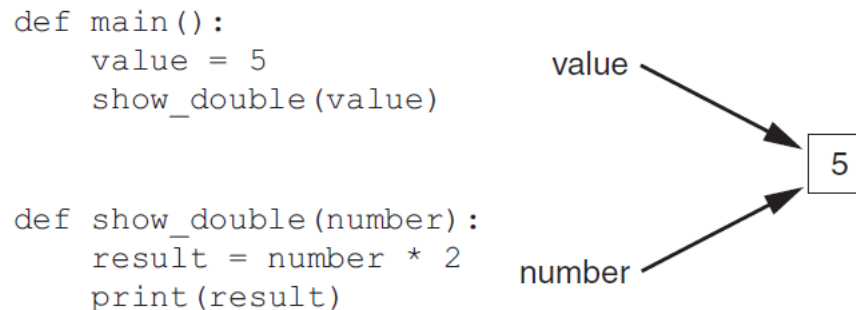 def main():
    value = 5
    show_double(value)
def show_double(number):
    result = number * 2
    print(result)
value
5
number